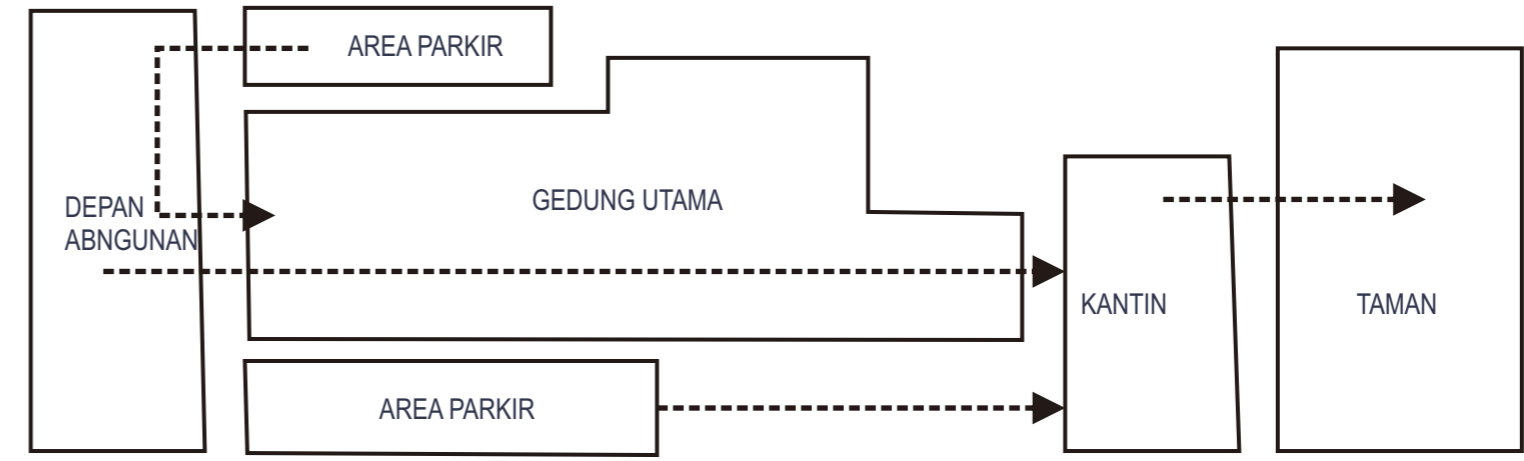 AREA PARKIR
DEPAN
ABNGUNAN
GEDUNG UTAMA
KANTIN
TAMAN
AREA PARKIR